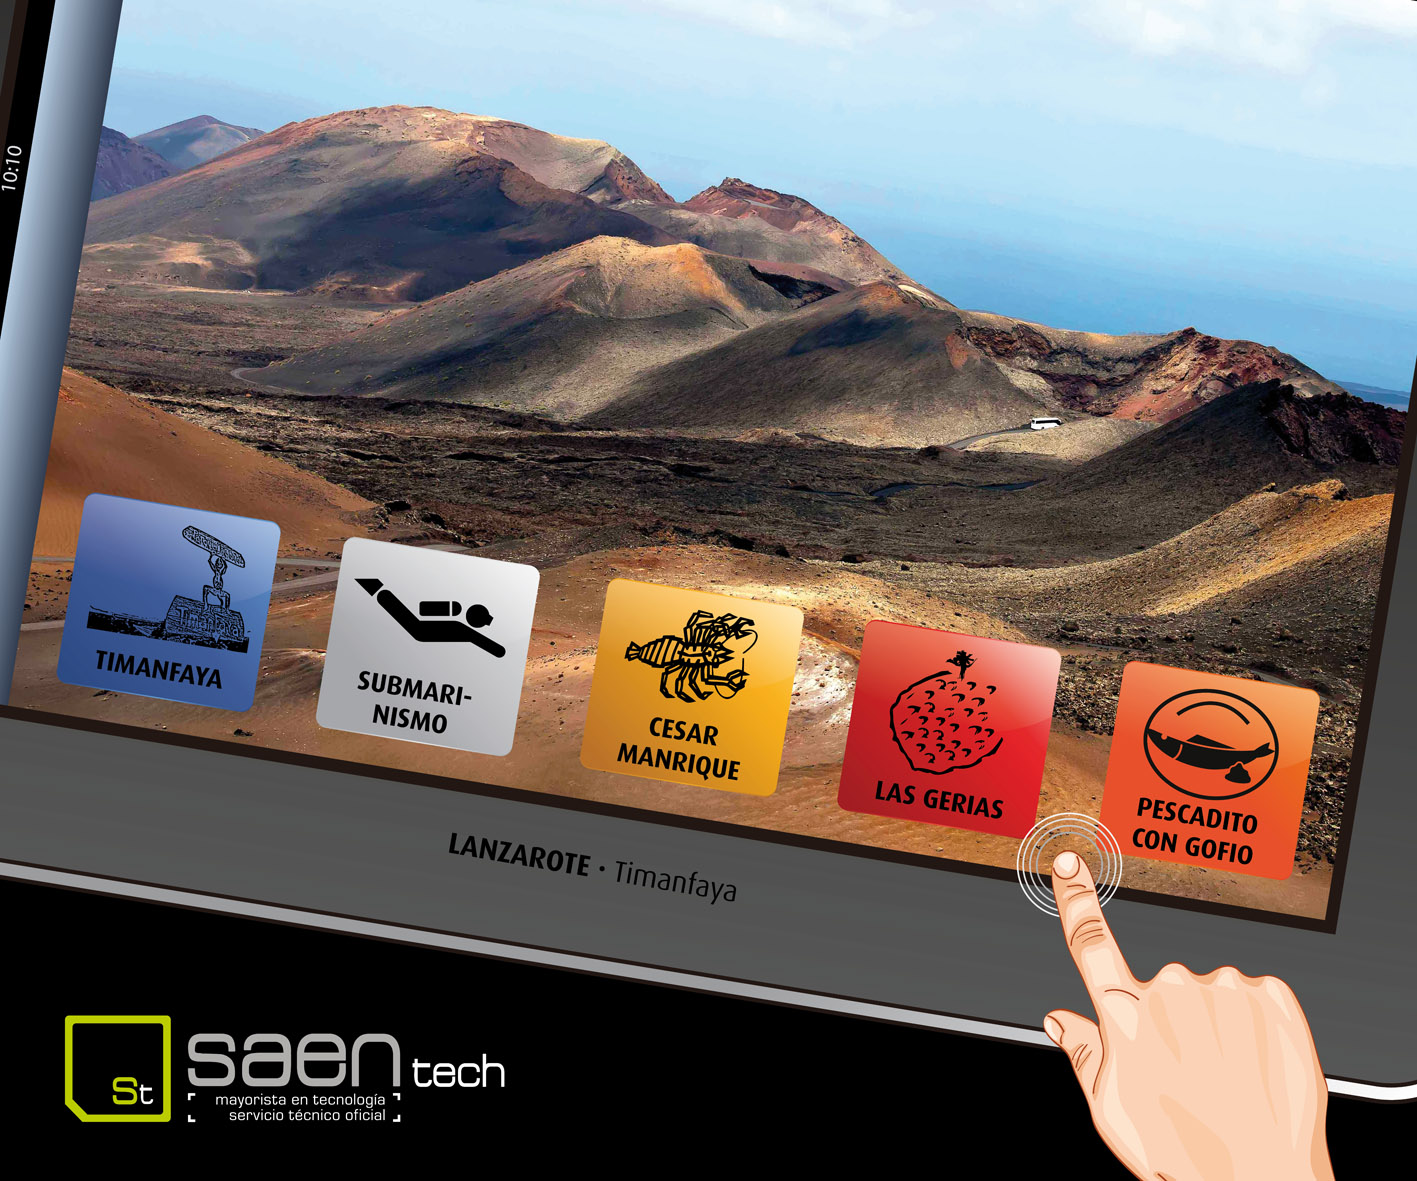 10:10
Timanfaya
TIMANFAYA
SUBMARI-
NISMO
CESAR
MANRIQUE
LAS GERIAS
PESCADITO
CON GOFIO
LANZAROTE • Timanfaya
St
saen tech
mayorista en tecnología
servicio técnico oficial